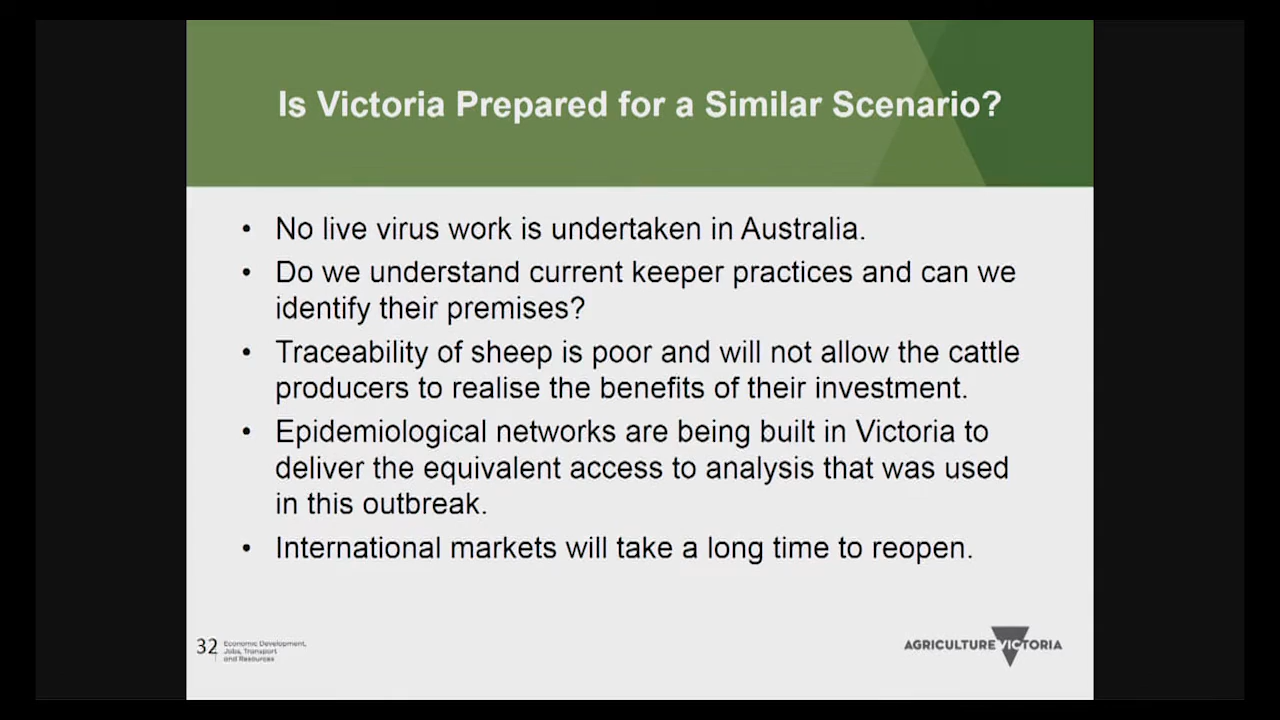 Is Victoria Prepared for a Similar Scenario?
• No live virus work is undertaken in Australia.
• Do we understand current keeper practices and can we
identify their premises?
• Traceability of sheep is poor and will not allow the cattle
producers to realise the benefits of their investment.
• Epidemiological networks are being built in Victoria to
deliver the equivalent access to analysis that was used
in this outbreak.
• International markets will take a long time to reopen.
32
Economic Development,
Jobs, Transport
and Resources
AGRICULTURE VICTORIA